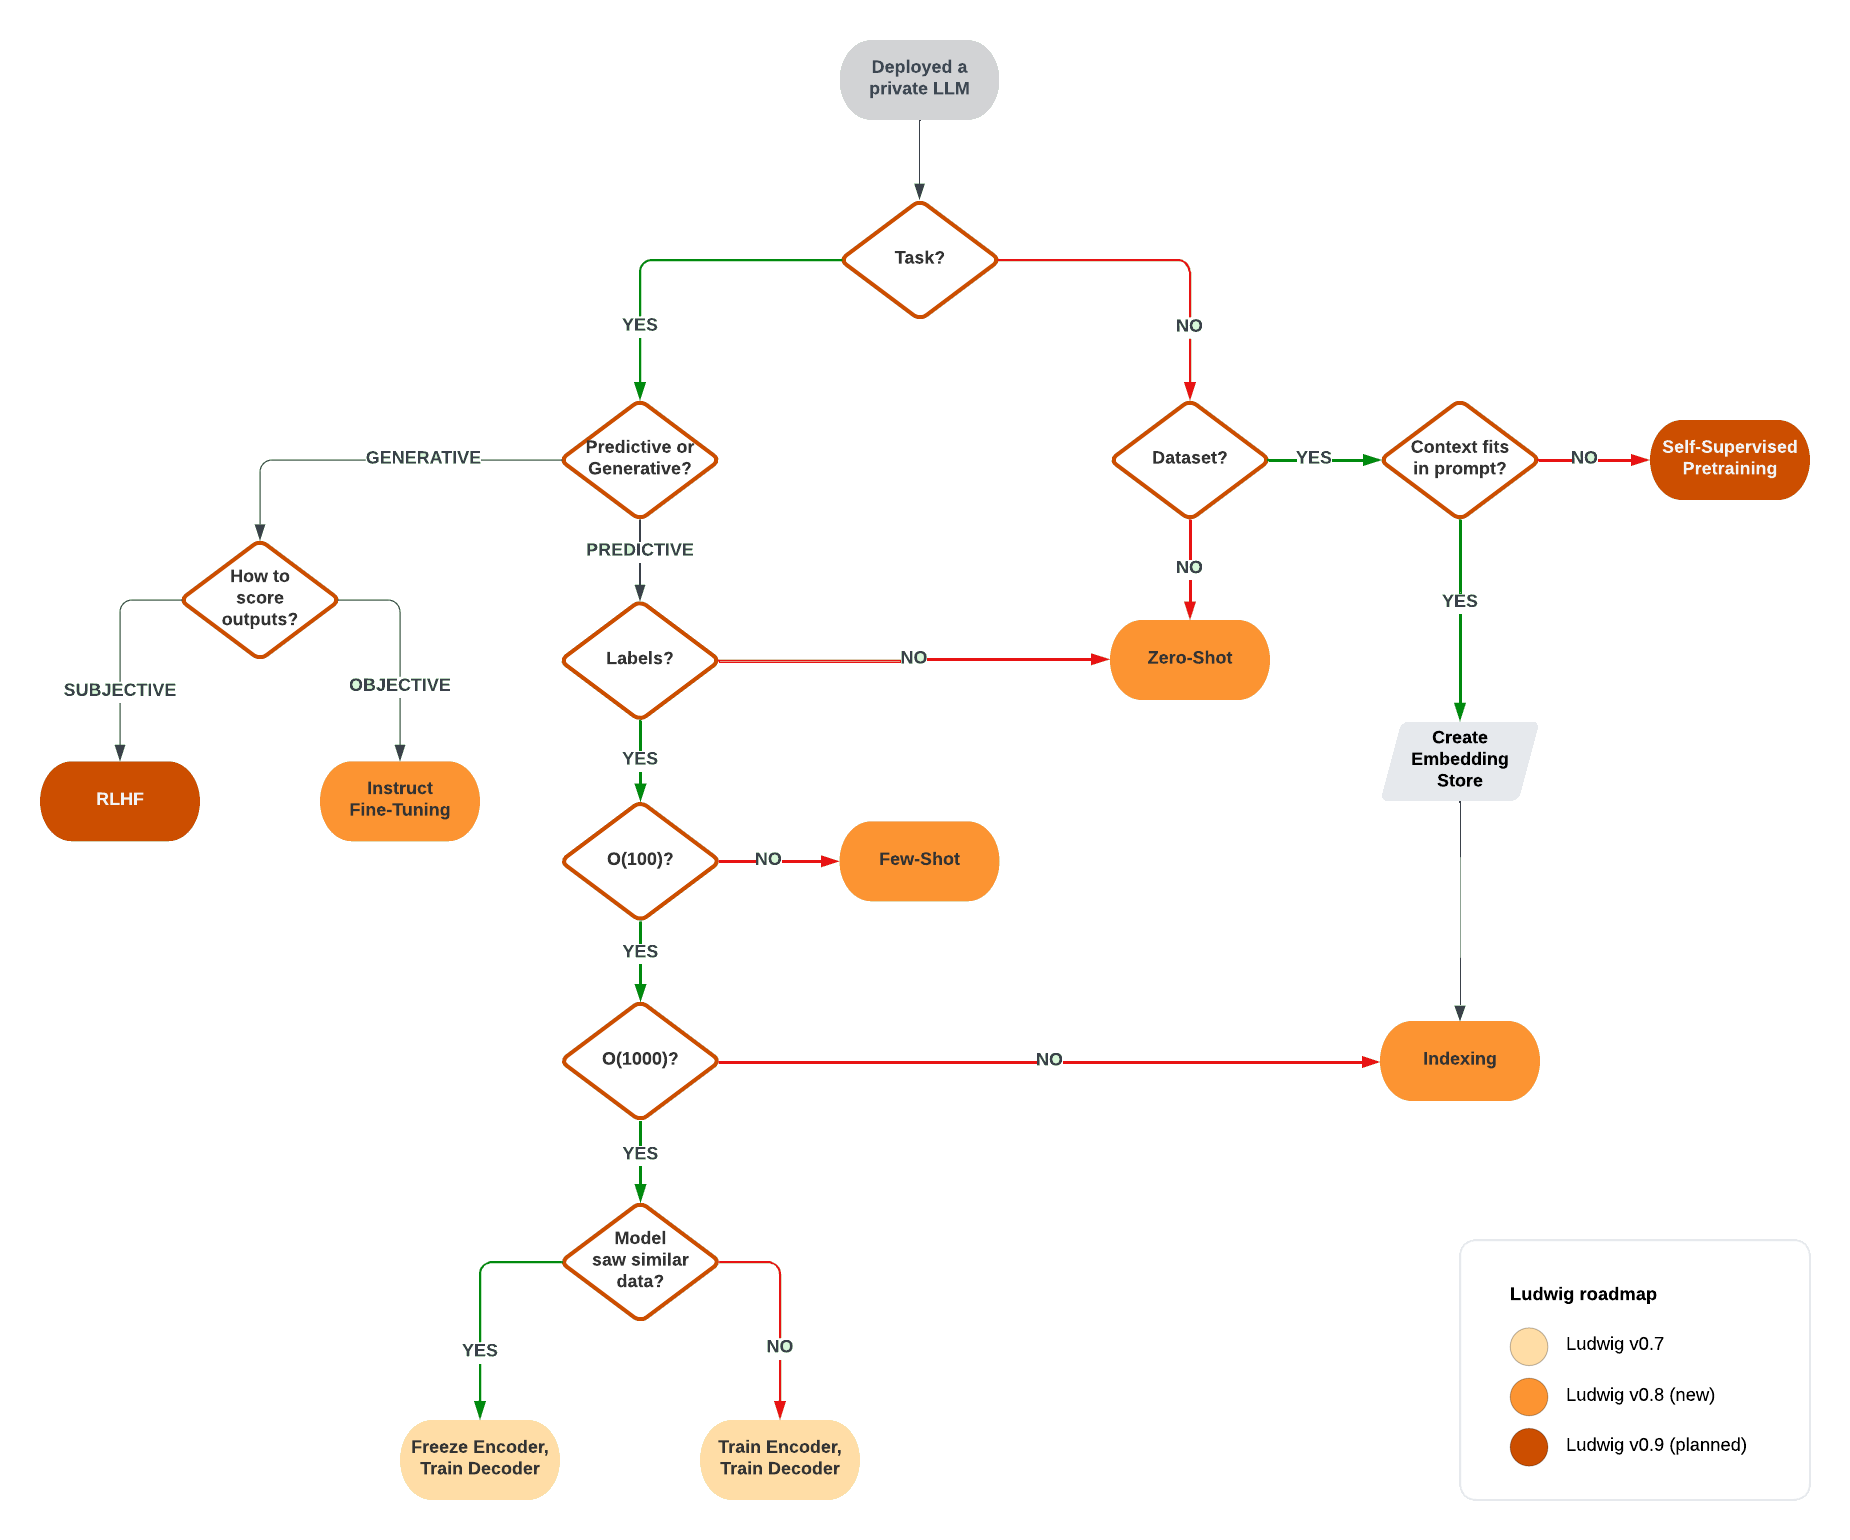 Deployed a
private LLM
Task?
YES
NO
Predictive or
Generative?
GENERATIVE
PREDICTIVE
Dataset?
YES
NO
Context fits
in prompt?
NO
YES
Self-Supervised
Pretraining
How to
score
outputs?
SUBJECTIVE
OBJECTIVE
RLHF
Instruct
Fine-Tuning
Labels?
NO
YES
Zero-Shot
Create
Embedding
Store
O(100)?
NO
YES
Few-Shot
O(1000)?
NO
YES
Indexing
Model
saw similar
data?
YES
NO
Freeze Encoder,
Train Decoder
Train Encoder,
Train Decoder
Ludwig roadmap
Ludwig v0.7
Ludwig v0.8 (new)
Ludwig v0.9 (planned)